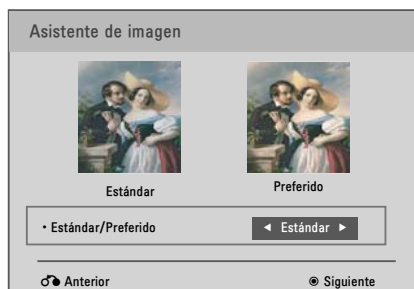 Asistente de imagen
Estándar Preferido
• Estándar/Preferido ◄ Estándar ►
Anterior Siguiente